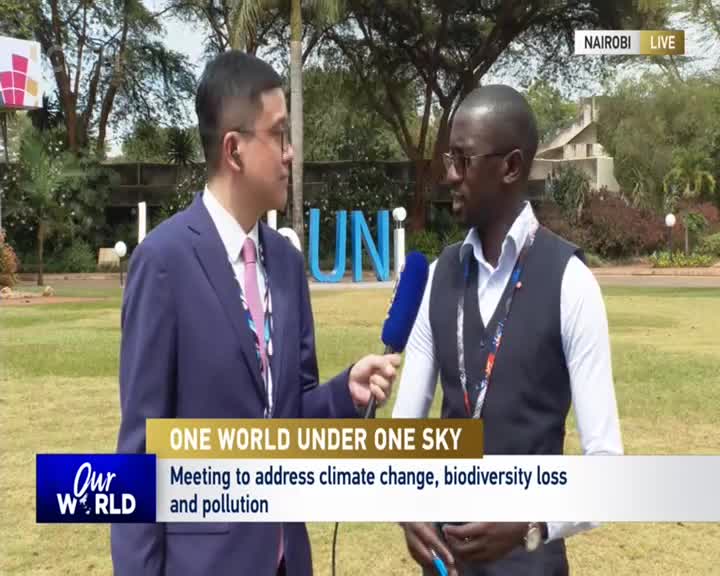 NAIROBI LIVE
UN
ONE WORLD UNDER ONE SKY
Our
WORLD
Meeting to address climate change, biodiversity loss
and pollution